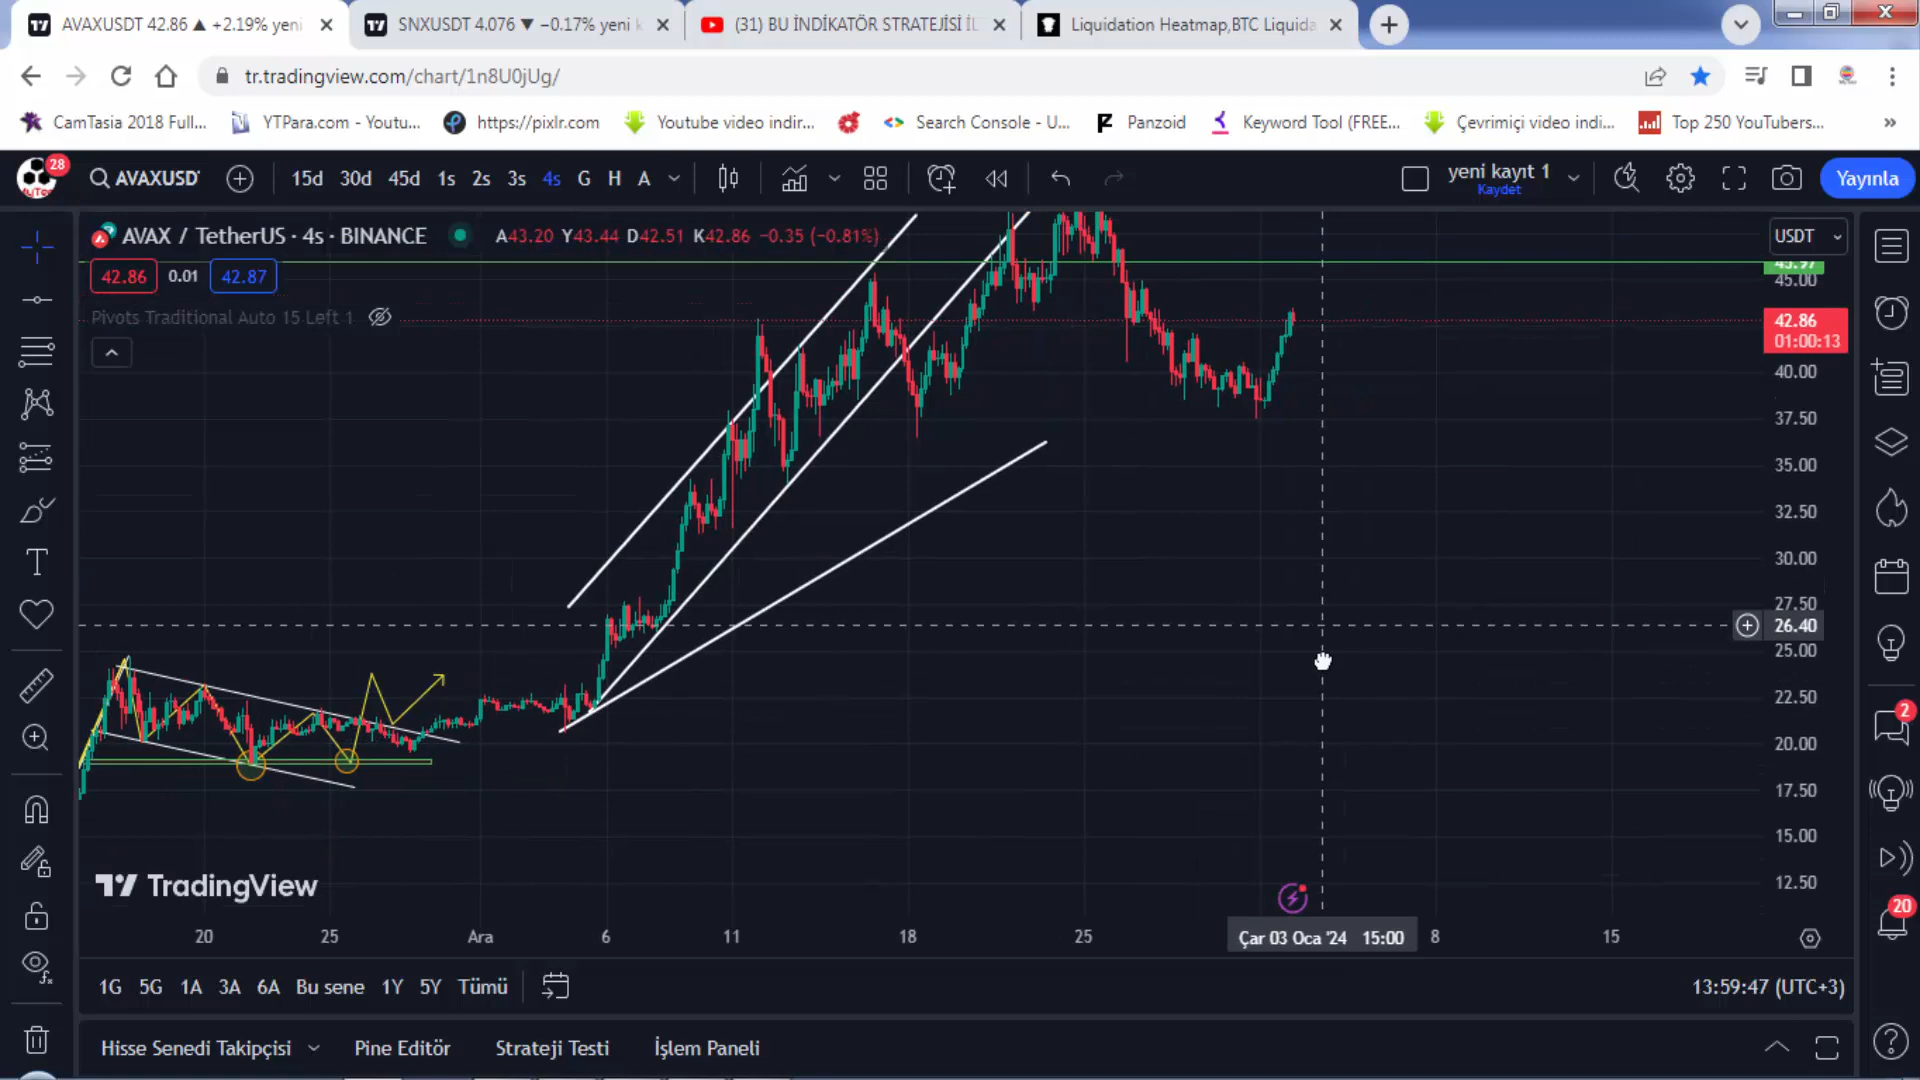 AVAXUSDT 42.86 ▲ +2.19% yeni
SNXUSDT 4.076 ▼ −0.17% yeni k
(31) BU İNDİKATÖR STRATEJİSİ İL
Liquidation Heatmap,BTC Liquida
tr.tradingview.com/chart/1n8U0jUg/
CamTasia 2018 Full...
YTPara.com - Youtu...
https://pixlr.com
Youtube video indir...
Search Console - U...
Panzoid
Keyword Tool (FREE...
Çevrimiçi video indi...
Top 250 YouTubers...
»
28
AVAXUSDT
15d 30d 45d 1s 2s 3s 4s G H A
yeni kayıt 1
Kaydet
Yayınla
AVAX / TetherUS · 4s · BINANCE
A43.20 Y43.44 D42.51 K42.86 −0.35 (−0.81%)
USDT
42.86 0.01 42.87
Pivots Traditional Auto 15 Left 1
45.00
42.86
01:00:13
40.00
37.50
35.00
32.50
30.00
27.50
26.40
25.00
22.50
20.00
17.50
15.00
12.50
2
20
TradingView
20 25 Ara 6 11 18 25 Çar 03 Oca '24 15:00 8 15
1G 5G 1A 3A 6A Bu sene 1Y 5Y Tümü
13:59:47 (UTC+3)
Hisse Senedi Takipçisi Pine Editör Strateji Testi İşlem Paneli